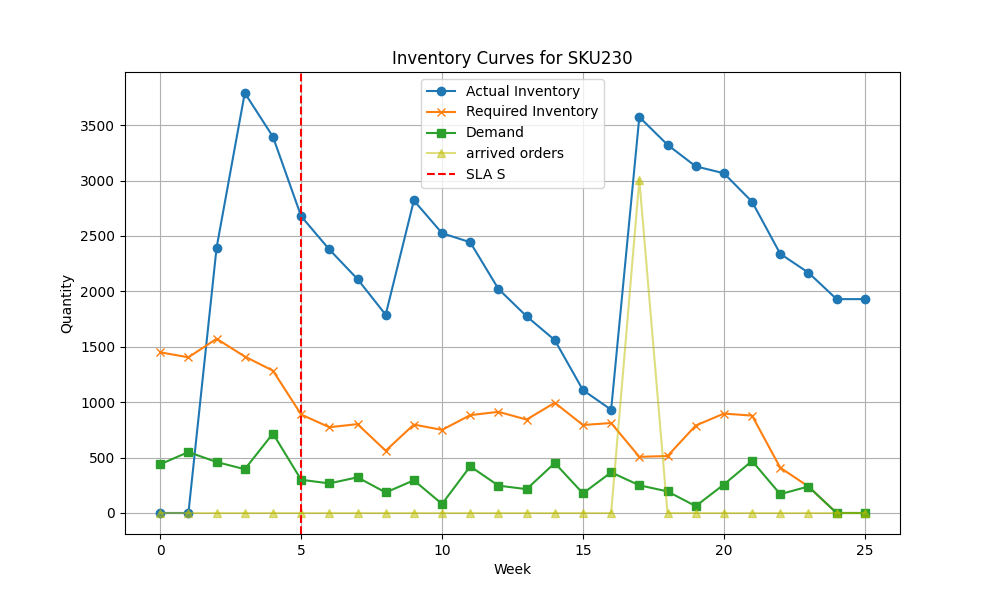 Inventory Curves for SKU230
Actual Inventory
Required Inventory
Demand
arrived orders
SLA S
Quantity
3500
3000
2500
2000
1500
1000
500
0
0 5 10 15 20 25
Week